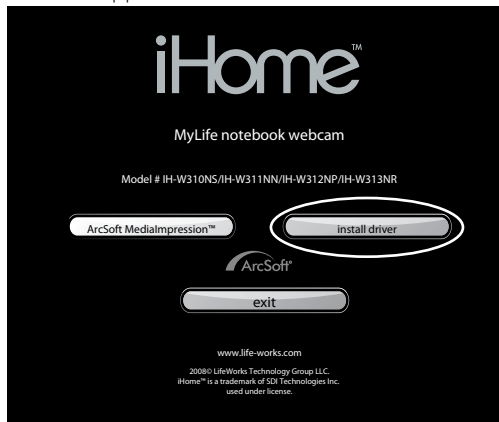 iHome™
MyLife notebook webcam
Model # IH-W310NS/IH-W311NN/IH-W312NP/IH-W313NR
ArcSoft MediaImpression™
install driver
ArcSoft®
exit
www.life-works.com
2008© LifeWorks Technology Group LLC.
iHome™ is a trademark of SDI Technologies Inc.
used under license.